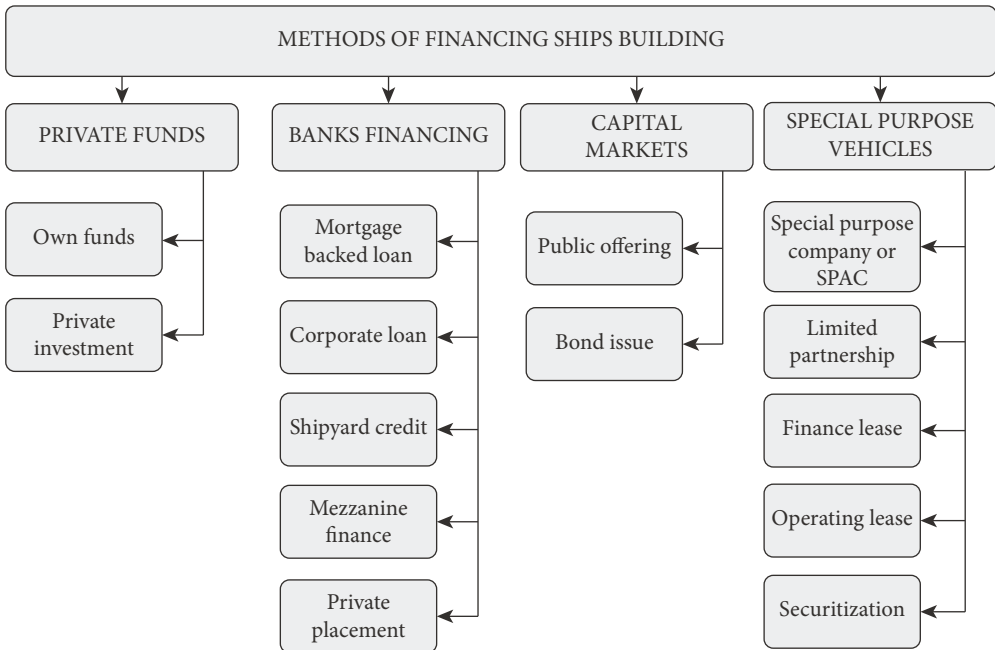 METHODS OF FINANCING SHIPS BUILDING
PRIVATE FUNDS
Own funds
Private
investment
BANKS FINANCING
Mortgage
backed loan
Corporate loan
Shipyard credit
Mezzanine
finance
Private
placement
CAPITAL
MARKETS
Public offering
Bond issue
SPECIAL PURPOSE
VEHICLES
Special purpose
company or
SPAC
Limited
partnership
Finance lease
Operating lease
Securitization